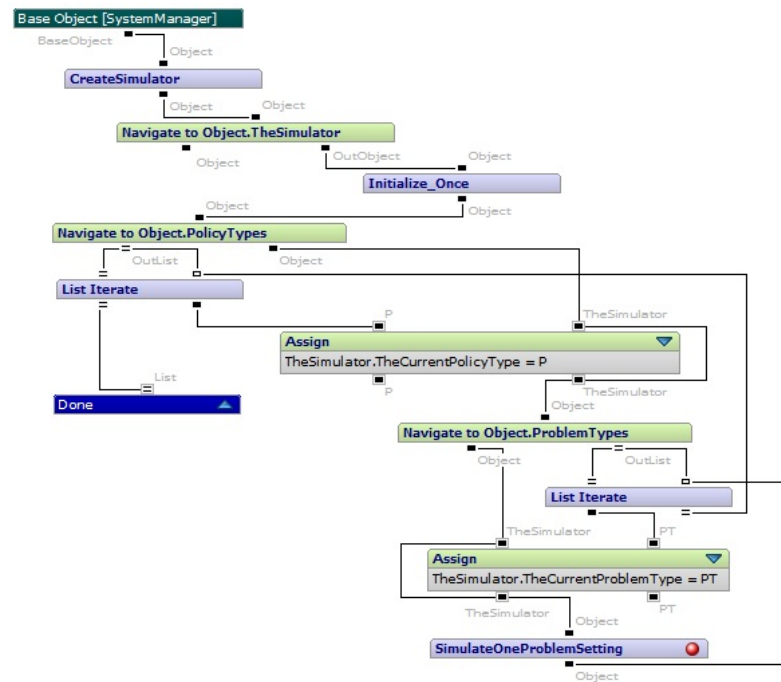 Base Object [SystemManager]
BaseObject
Object
CreateSimulator
Object
Object
Navigate to Object.TheSimulator
Object
OutObject
Object
Initialize_Once
Object
Object
Navigate to Object.PolicyTypes
OutList
Object
List Iterate
P
TheSimulator
Assign
TheSimulator.TheCurrentPolicyType = P
P
TheSimulator
List
Done
Object
Navigate to Object.ProblemTypes
Object
OutList
List Iterate
TheSimulator
PT
Assign
TheSimulator.TheCurrentProblemType = PT
TheSimulator
PT
Object
SimulateOneProblemSetting
Object